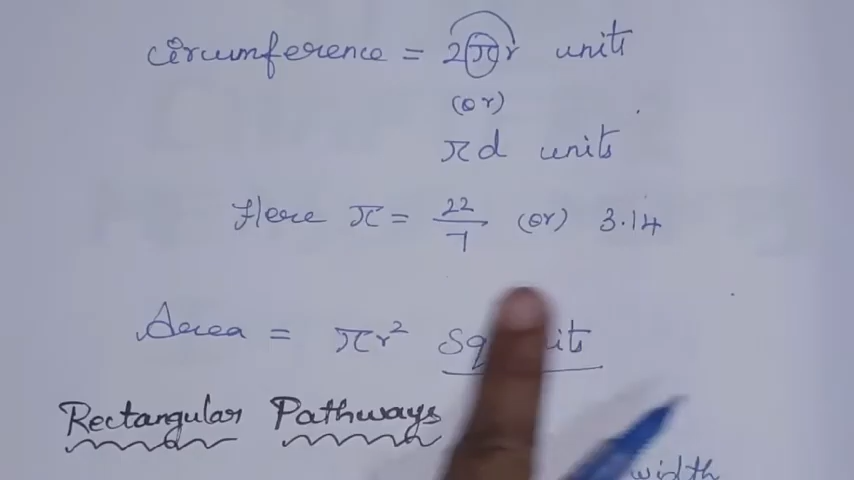 Circumference = 2πr units
(or)
πd units
Here π = 22/7 (or) 3.14
Area = πr²
Rectangular Pathways
width